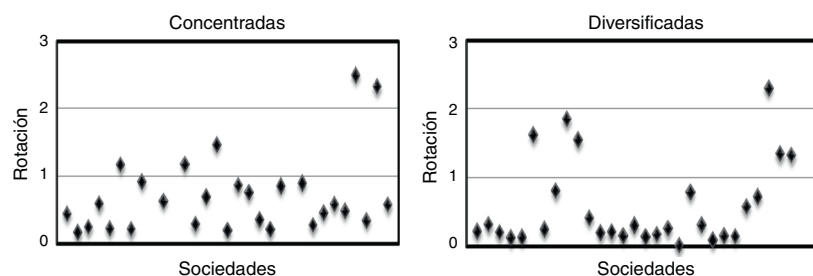 Concentradas
3
2
1
0
Rotación
Sociedades
Diversificadas
3
2
1
0
Rotación
Sociedades